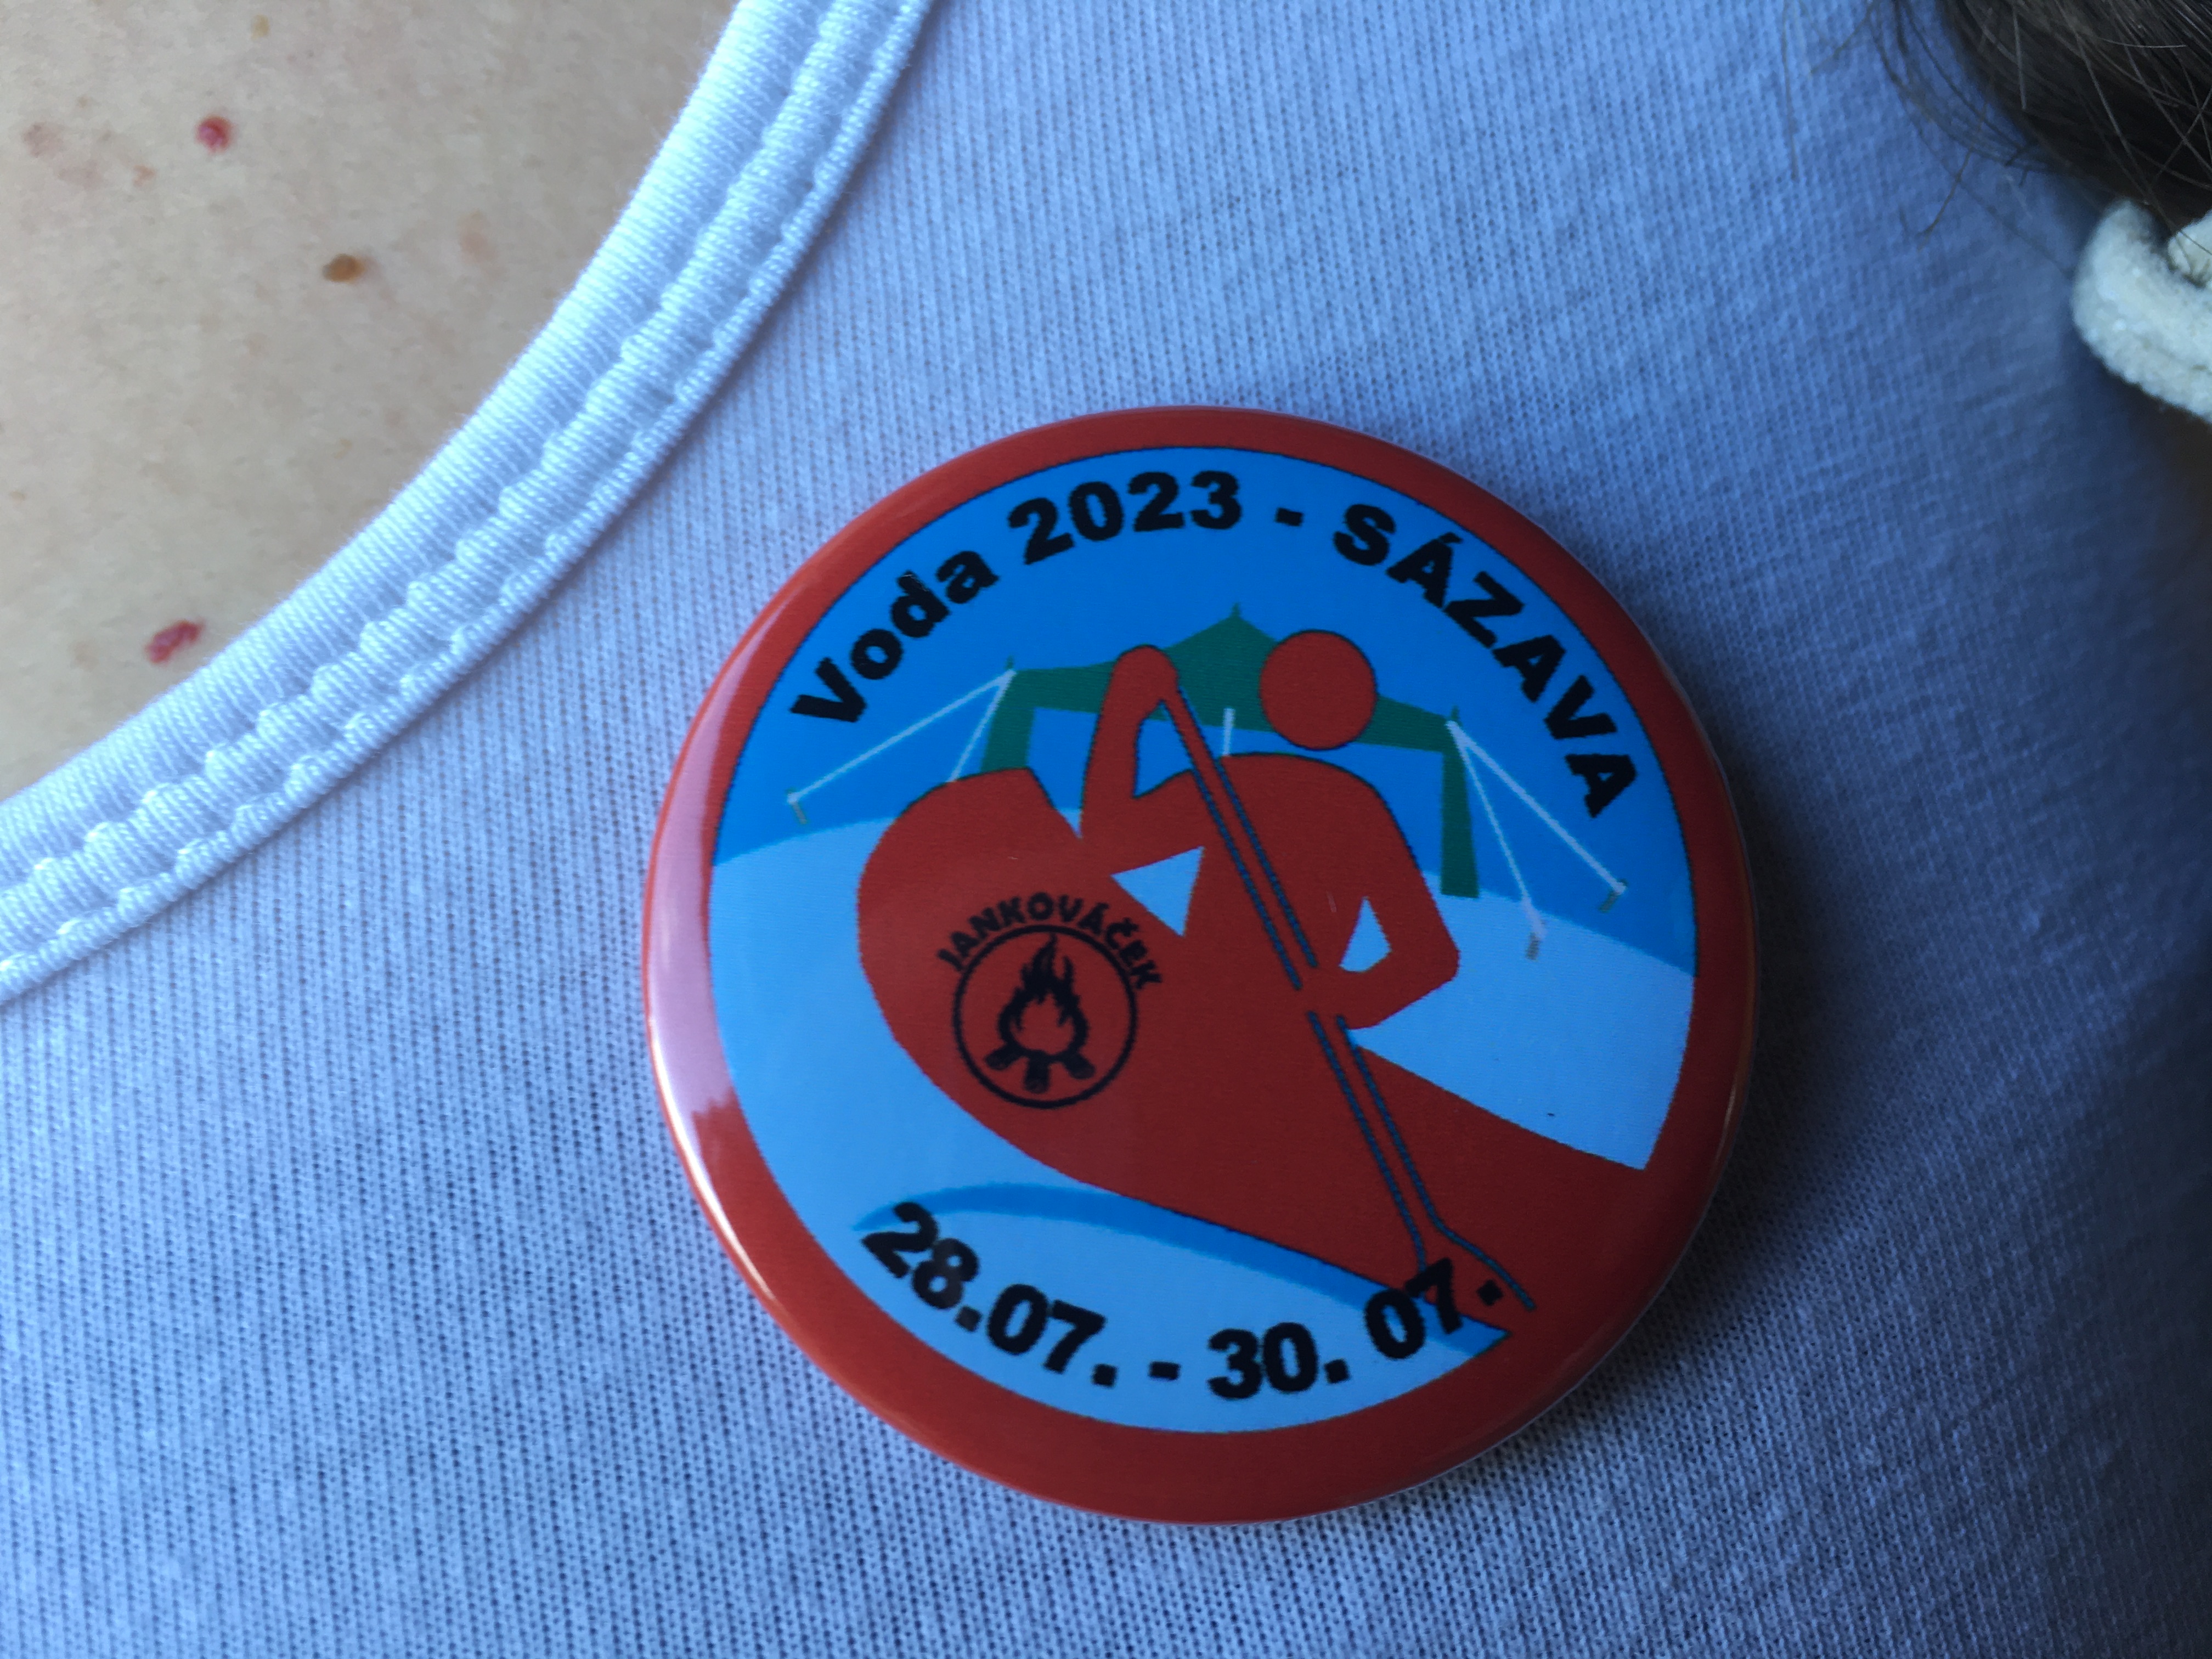 Voda 2023 - SÁZAVA
JANKOVÁČEK
28.07. - 30. 07.